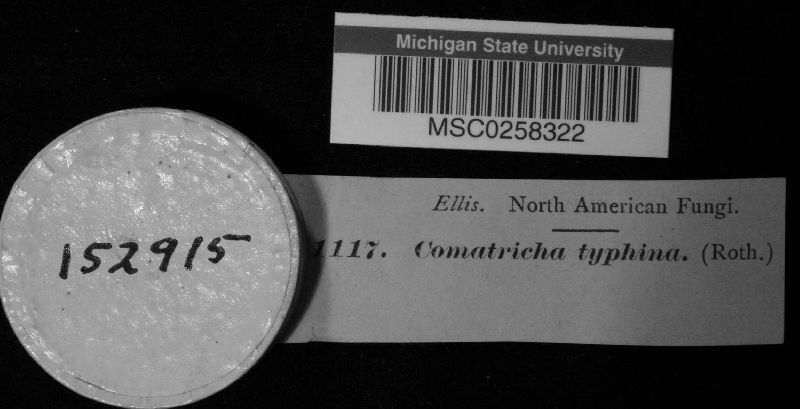 Michigan State University
MSC0258322
Ellis. North American Fungi.
1117. Comatricha typhina. (Roth.)
152915